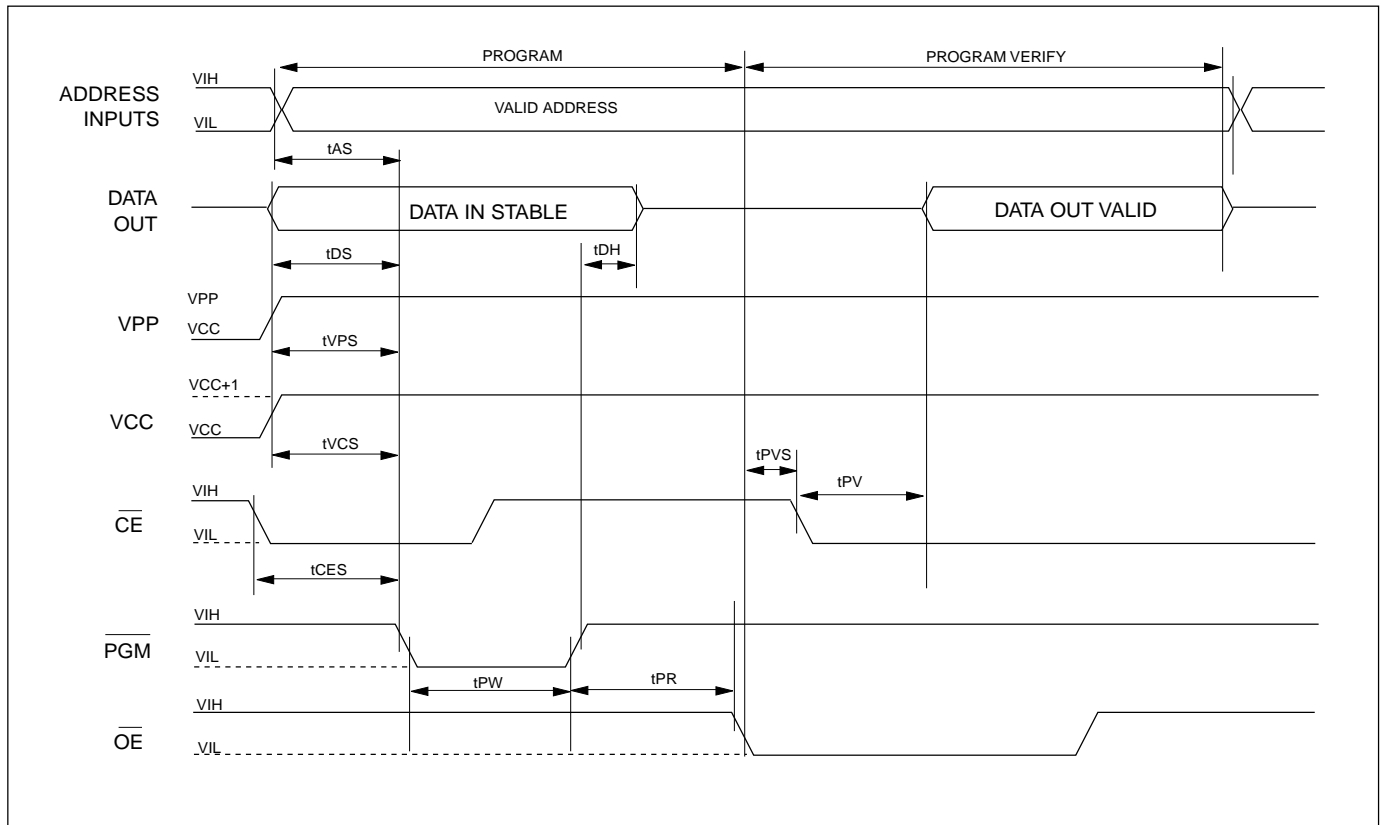 PROGRAM
PROGRAM VERIFY
ADDRESS
INPUTS
VIH
VIL
VALID ADDRESS
tAS
DATA
OUT
DATA IN STABLE
DATA OUT VALID
tDS
tDH
VPP
VPP
VCC
tVPS
VCC+1
VCC
VCC
tVCS
tPVS
tPV
CE
VIH
VIL
tCES
PGM
VIH
VIL
tPW
tPR
OE
VIH
VIL